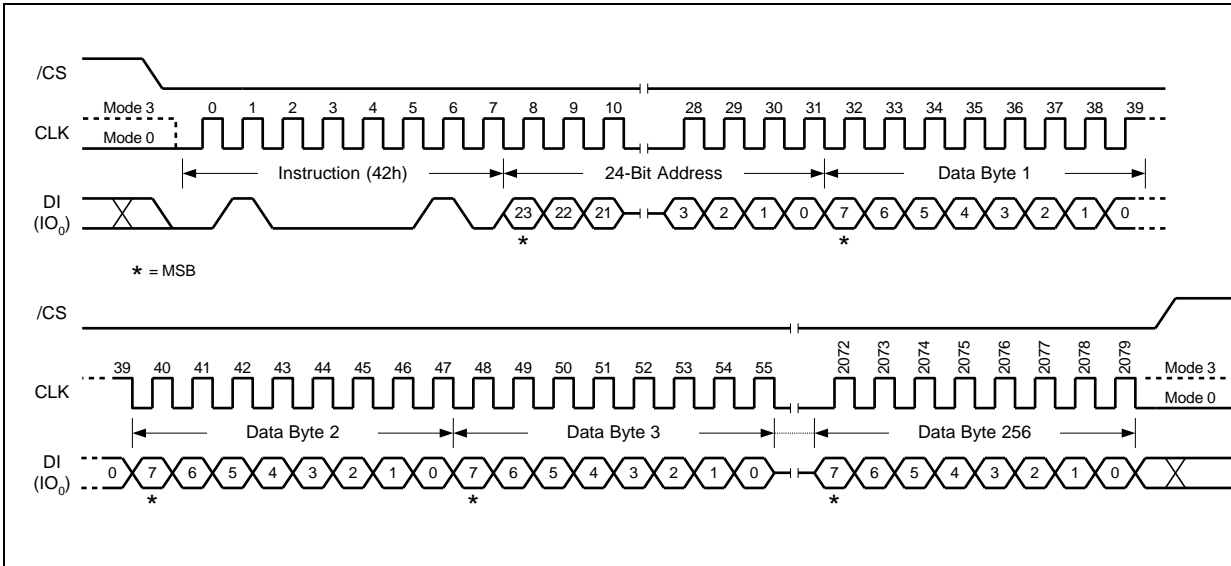 /CS
Mode 3
0 1 2 3 4 5 6 7 8 9 10 28 29 30 31 32 33 34 35 36 37 38 39
CLK
Mode 0
Instruction (42h)
24-Bit Address
Data Byte 1
DI
(IO0)
23 22 21 3 2 1 0 7 6 5 4 3 2 1 0
* *
* = MSB
/CS
39 40 41 42 43 44 45 46 47 48 49 50 51 52 53 54 55 2072 2073 2074 2075 2076 2077 2078 2079
Mode 3
CLK
Mode 0
Data Byte 2
Data Byte 3
Data Byte 256
DI
(IO0)
0 7 6 5 4 3 2 1 0 7 6 5 4 3 2 1 0 7 6 5 4 3 2 1 0
* * *